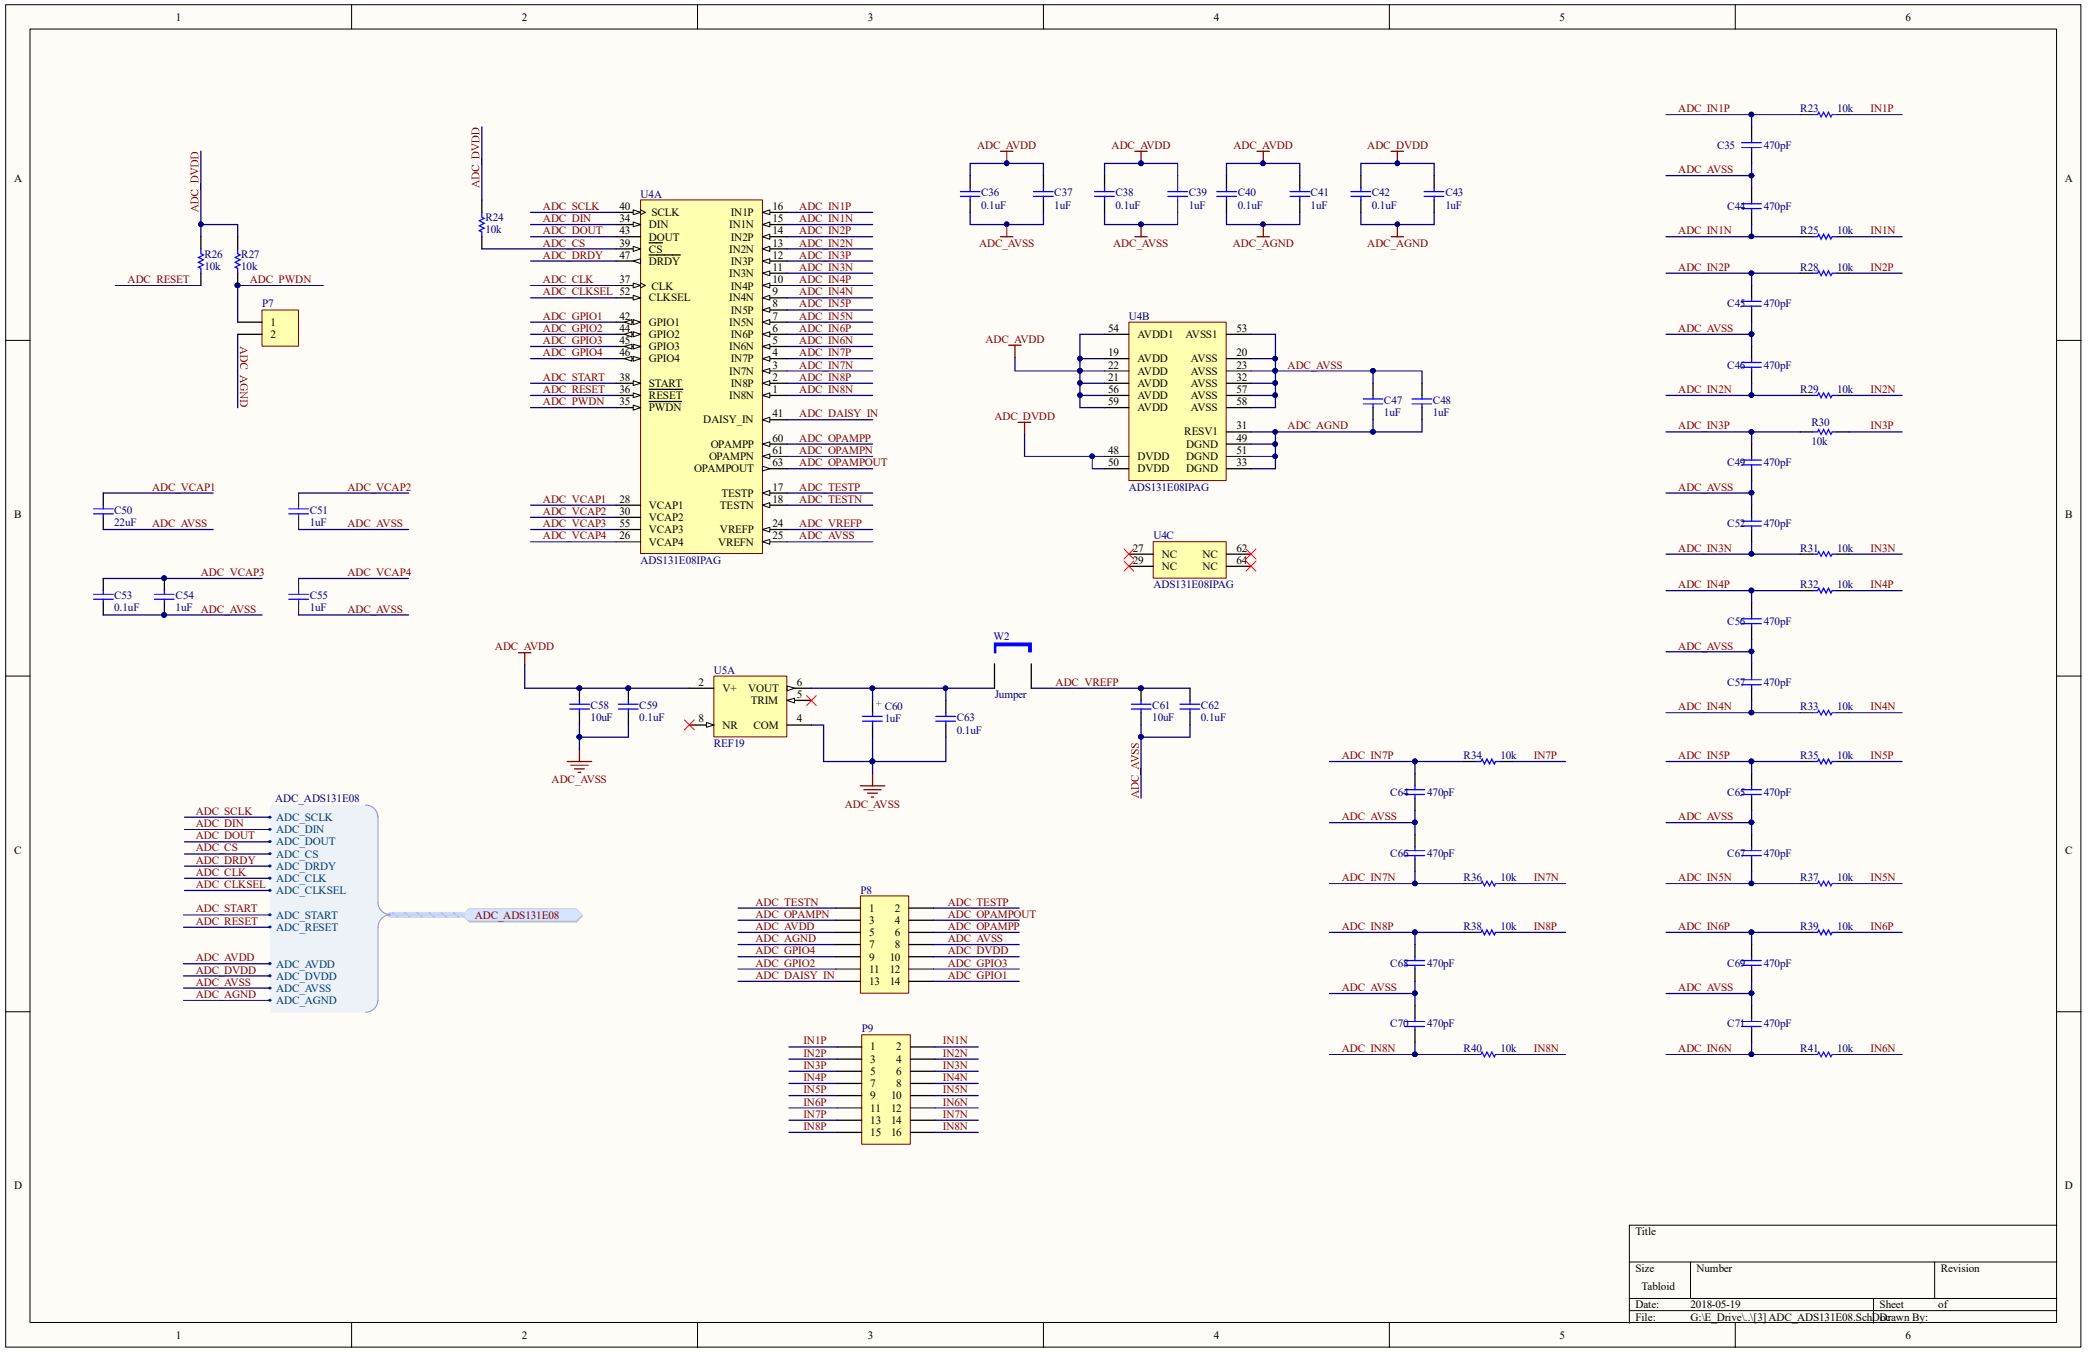 1 2 3 4 5 6
A
B
C
D
A
B
C
D
ADC_DVDD
R26
10k
R27
10k
ADC_RESET
ADC_PWDN
P7
1
2
ADC_AGND
ADC_DVDD
R24
10k
U4A
ADC_SCLK 40 SCLK IN1P 16 ADC_IN1P
ADC_DIN 34 DIN IN1N 15 ADC_IN1N
ADC_DOUT 43 DOUT IN2P 14 ADC_IN2P
ADC_CS 39 CS IN2N 13 ADC_IN2N
ADC_DRDY 47 DRDY IN3P 12 ADC_IN3P
IN3N 11 ADC_IN3N
ADC_CLK 37 CLK IN4P 10 ADC_IN4P
ADC_CLKSEL 52 CLKSEL IN4N 9 ADC_IN4N
IN5P 8 ADC_IN5P
ADC_GPIO1 42 GPIO1 IN5N 7 ADC_IN5N
ADC_GPIO2 44 GPIO2 IN6P 6 ADC_IN6P
ADC_GPIO3 45 GPIO3 IN6N 5 ADC_IN6N
ADC_GPIO4 46 GPIO4 IN7P 4 ADC_IN7P
IN7N 3 ADC_IN7N
ADC_START 38 START IN8P 2 ADC_IN8P
ADC_RESET 36 RESET IN8N 1 ADC_IN8N
ADC_PWDN 35 PWDN
DAISY_IN 41 ADC_DAISY_IN
OPAMPP 60 ADC_OPAMPP
OPAMPN 61 ADC_OPAMPN
OPAMPOUT 63 ADC_OPAMPOUT
TESTP 17 ADC_TESTP
ADC_VCAP1 28 VCAP1 TESTN 18 ADC_TESTN
ADC_VCAP2 30 VCAP2
ADC_VCAP3 55 VCAP3 VREFP 24 ADC_VREFP
ADC_VCAP4 26 VCAP4 VREFN 25 ADC_AVSS
ADS131E08IPAG
ADC_AVDD ADC_AVDD ADC_AVDD ADC_DVDD
C36 C37 C38 C39 C40 C41 C42 C43
0.1uF 1uF 0.1uF 1uF 0.1uF 1uF 0.1uF 1uF
ADC_AVSS ADC_AVSS ADC_AGND ADC_AGND
U4B
54 AVDD1 AVSS1 53
ADC_AVDD
19 AVDD AVSS 20
22 AVDD AVSS 23 ADC_AVSS
21 AVDD AVSS 32
56 AVDD AVSS 57
59 AVDD AVSS 58
C47 C48
1uF 1uF
ADC_DVDD
RESV1 31 ADC_AGND
DGND 49
48 DVDD DGND 51
50 DVDD DGND 33
ADS131E08IPAG
U4C
27 NC NC 62
29 NC NC 64
ADS131E08IPAG
ADC_VCAP1
C50
22uF ADC_AVSS
ADC_VCAP2
C51
1uF ADC_AVSS
ADC_VCAP3
C53 C54
0.1uF 1uF ADC_AVSS
ADC_VCAP4
C55
1uF ADC_AVSS
ADC_AVDD
C58 C59
10uF 0.1uF
ADC_AVSS
U5A
2 V+ VOUT 6
TRIM 5
8 NR COM 4
REF19
+ C60
1uF
C63
0.1uF
ADC_AVSS
W2
Jumper
ADC_VREFP
C61 C62
10uF 0.1uF
ADC_AVSS
ADC_ADS131E08
ADC_SCLK ADC_SCLK
ADC_DIN ADC_DIN
ADC_DOUT ADC_DOUT
ADC_CS ADC_CS
ADC_DRDY ADC_DRDY
ADC_CLK ADC_CLK
ADC_CLKSEL ADC_CLKSEL
ADC_START ADC_START
ADC_RESET ADC_RESET
ADC_AVDD ADC_AVDD
ADC_DVDD ADC_DVDD
ADC_AVSS ADC_AVSS
ADC_AGND ADC_AGND
ADC_ADS131E08
P8
ADC_TESTN 1 2 ADC_TESTP
ADC_OPAMPN 3 4 ADC_OPAMPOUT
ADC_AVDD 5 6 ADC_OPAMPP
ADC_AGND 7 8 ADC_AVSS
ADC_GPIO4 9 10 ADC_DVDD
ADC_GPIO2 11 12 ADC_GPIO3
ADC_DAISY_IN 13 14 ADC_GPIO1
P9
IN1P 1 2 IN1N
IN2P 3 4 IN2N
IN3P 5 6 IN3N
IN4P 7 8 IN4N
IN5P 9 10 IN5N
IN6P 11 12 IN6N
IN7P 13 14 IN7N
IN8P 15 16 IN8N
ADC_IN1P R23 10k IN1P
C35 470pF
ADC_AVSS
C44 470pF
ADC_IN1N R25 10k IN1N
ADC_IN2P R28 10k IN2P
C45 470pF
ADC_AVSS
C46 470pF
ADC_IN2N R29 10k IN2N
ADC_IN3P R30 10k IN3P
C49 470pF
ADC_AVSS
C52 470pF
ADC_IN3N R31 10k IN3N
ADC_IN4P R32 10k IN4P
C56 470pF
ADC_AVSS
C57 470pF
ADC_IN4N R33 10k IN4N
ADC_IN7P R34 10k IN7P
C64 470pF
ADC_AVSS
C66 470pF
ADC_IN7N R36 10k IN7N
ADC_IN5P R35 10k IN5P
C65 470pF
ADC_AVSS
C67 470pF
ADC_IN5N R37 10k IN5N
ADC_IN8P R38 10k IN8P
C68 470pF
ADC_AVSS
C70 470pF
ADC_IN8N R40 10k IN8N
ADC_IN6P R39 10k IN6P
C69 470pF
ADC_AVSS
C71 470pF
ADC_IN6N R41 10k IN6N
Title
Size Number Revision
Tabloid
Date: 2018-05-19 Sheet of
File: G:\E_Drive\..\[3] ADC_ADS131E08.SchDoc Drawn By:
1 2 3 4 5 6